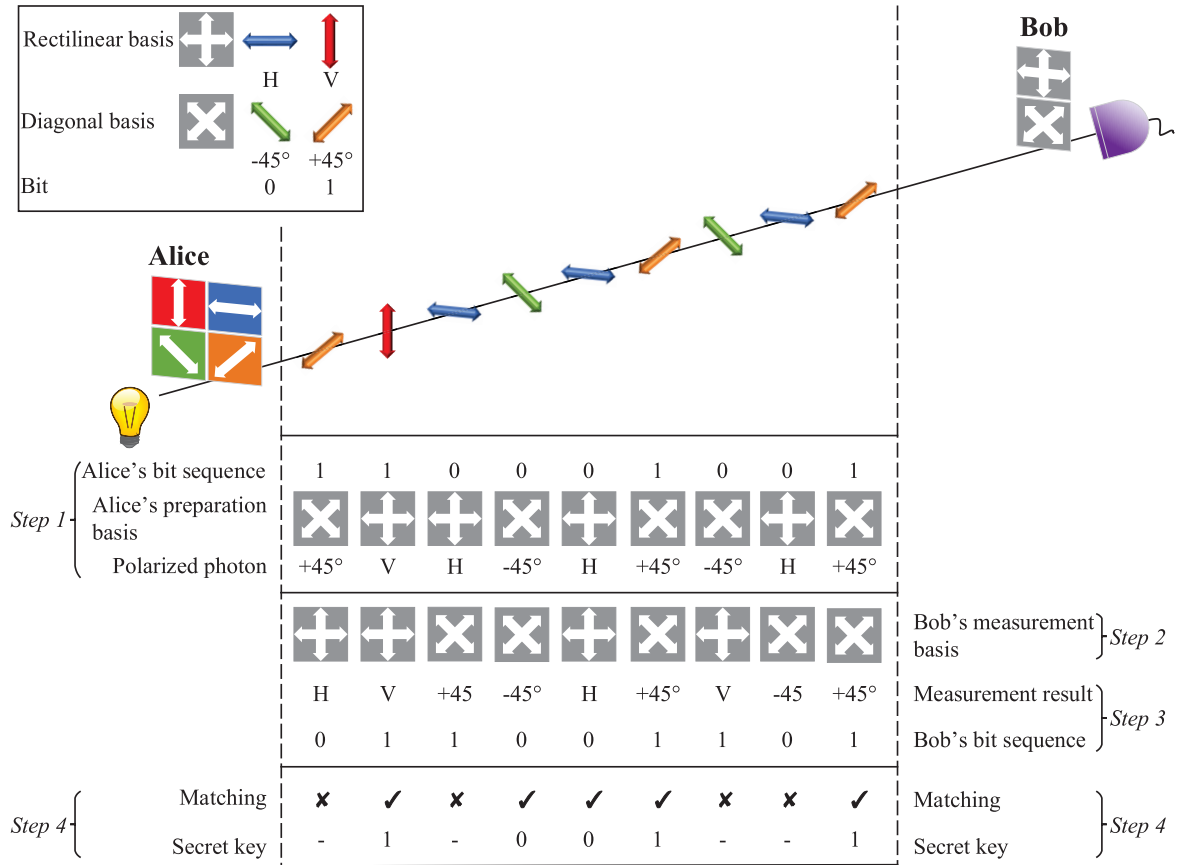 Rectilinear basis
H V
Diagonal basis
-45° +45°
Bit 0 1
Bob
Alice
Alice's bit sequence 1 1 0 0 0 1 0 0 1
Step 1
Alice's preparation
basis
Polarized photon +45° V H -45° H +45° -45° H +45°
Bob's measurement
basis
Step 2
H V +45 -45° H +45° V -45 +45° Measurement result
Step 3
0 1 1 0 0 1 1 0 1 Bob's bit sequence
Matching ✘ ✓ ✘ ✓ ✓ ✓ ✘ ✘ ✓ Matching
Step 4 Step 4
Secret key - 1 - 0 0 1 - - 1 Secret key